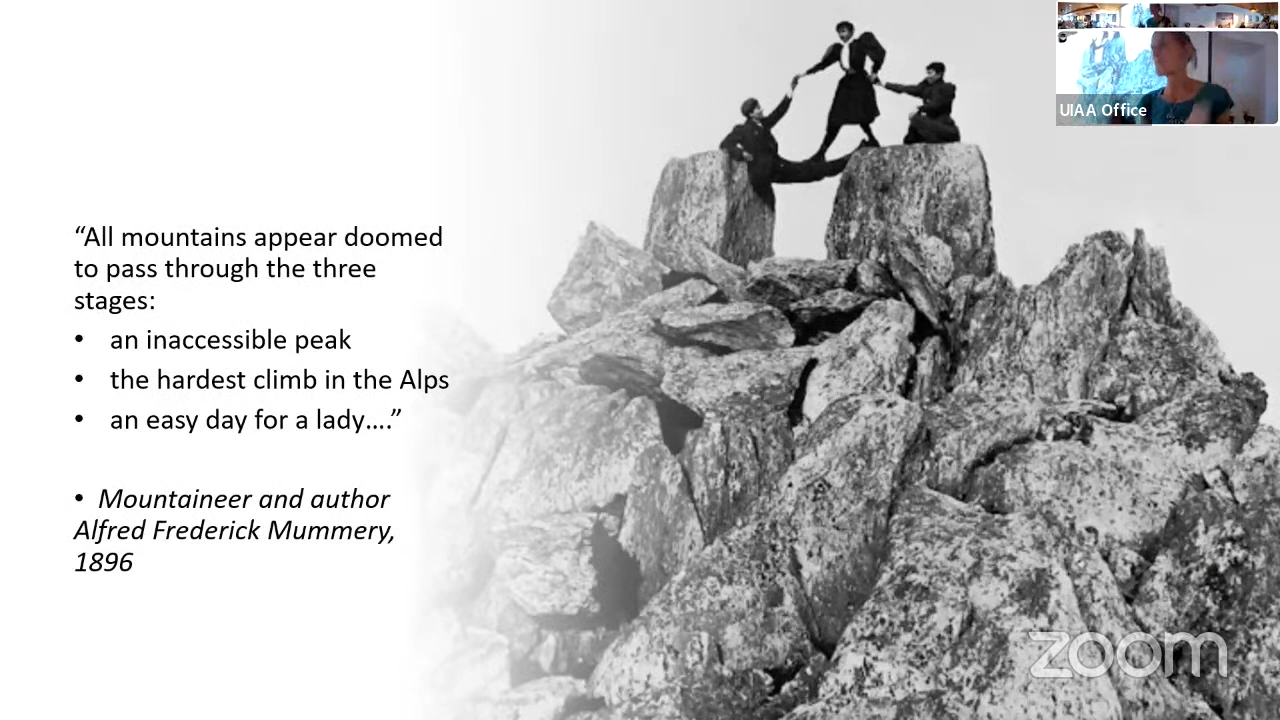 “All mountains appear doomed
to pass through the three
stages:
• an inaccessible peak
• the hardest climb in the Alps
• an easy day for a lady….”
• Mountaineer and author
Alfred Frederick Mummery,
1896
UIAA Office
zoom